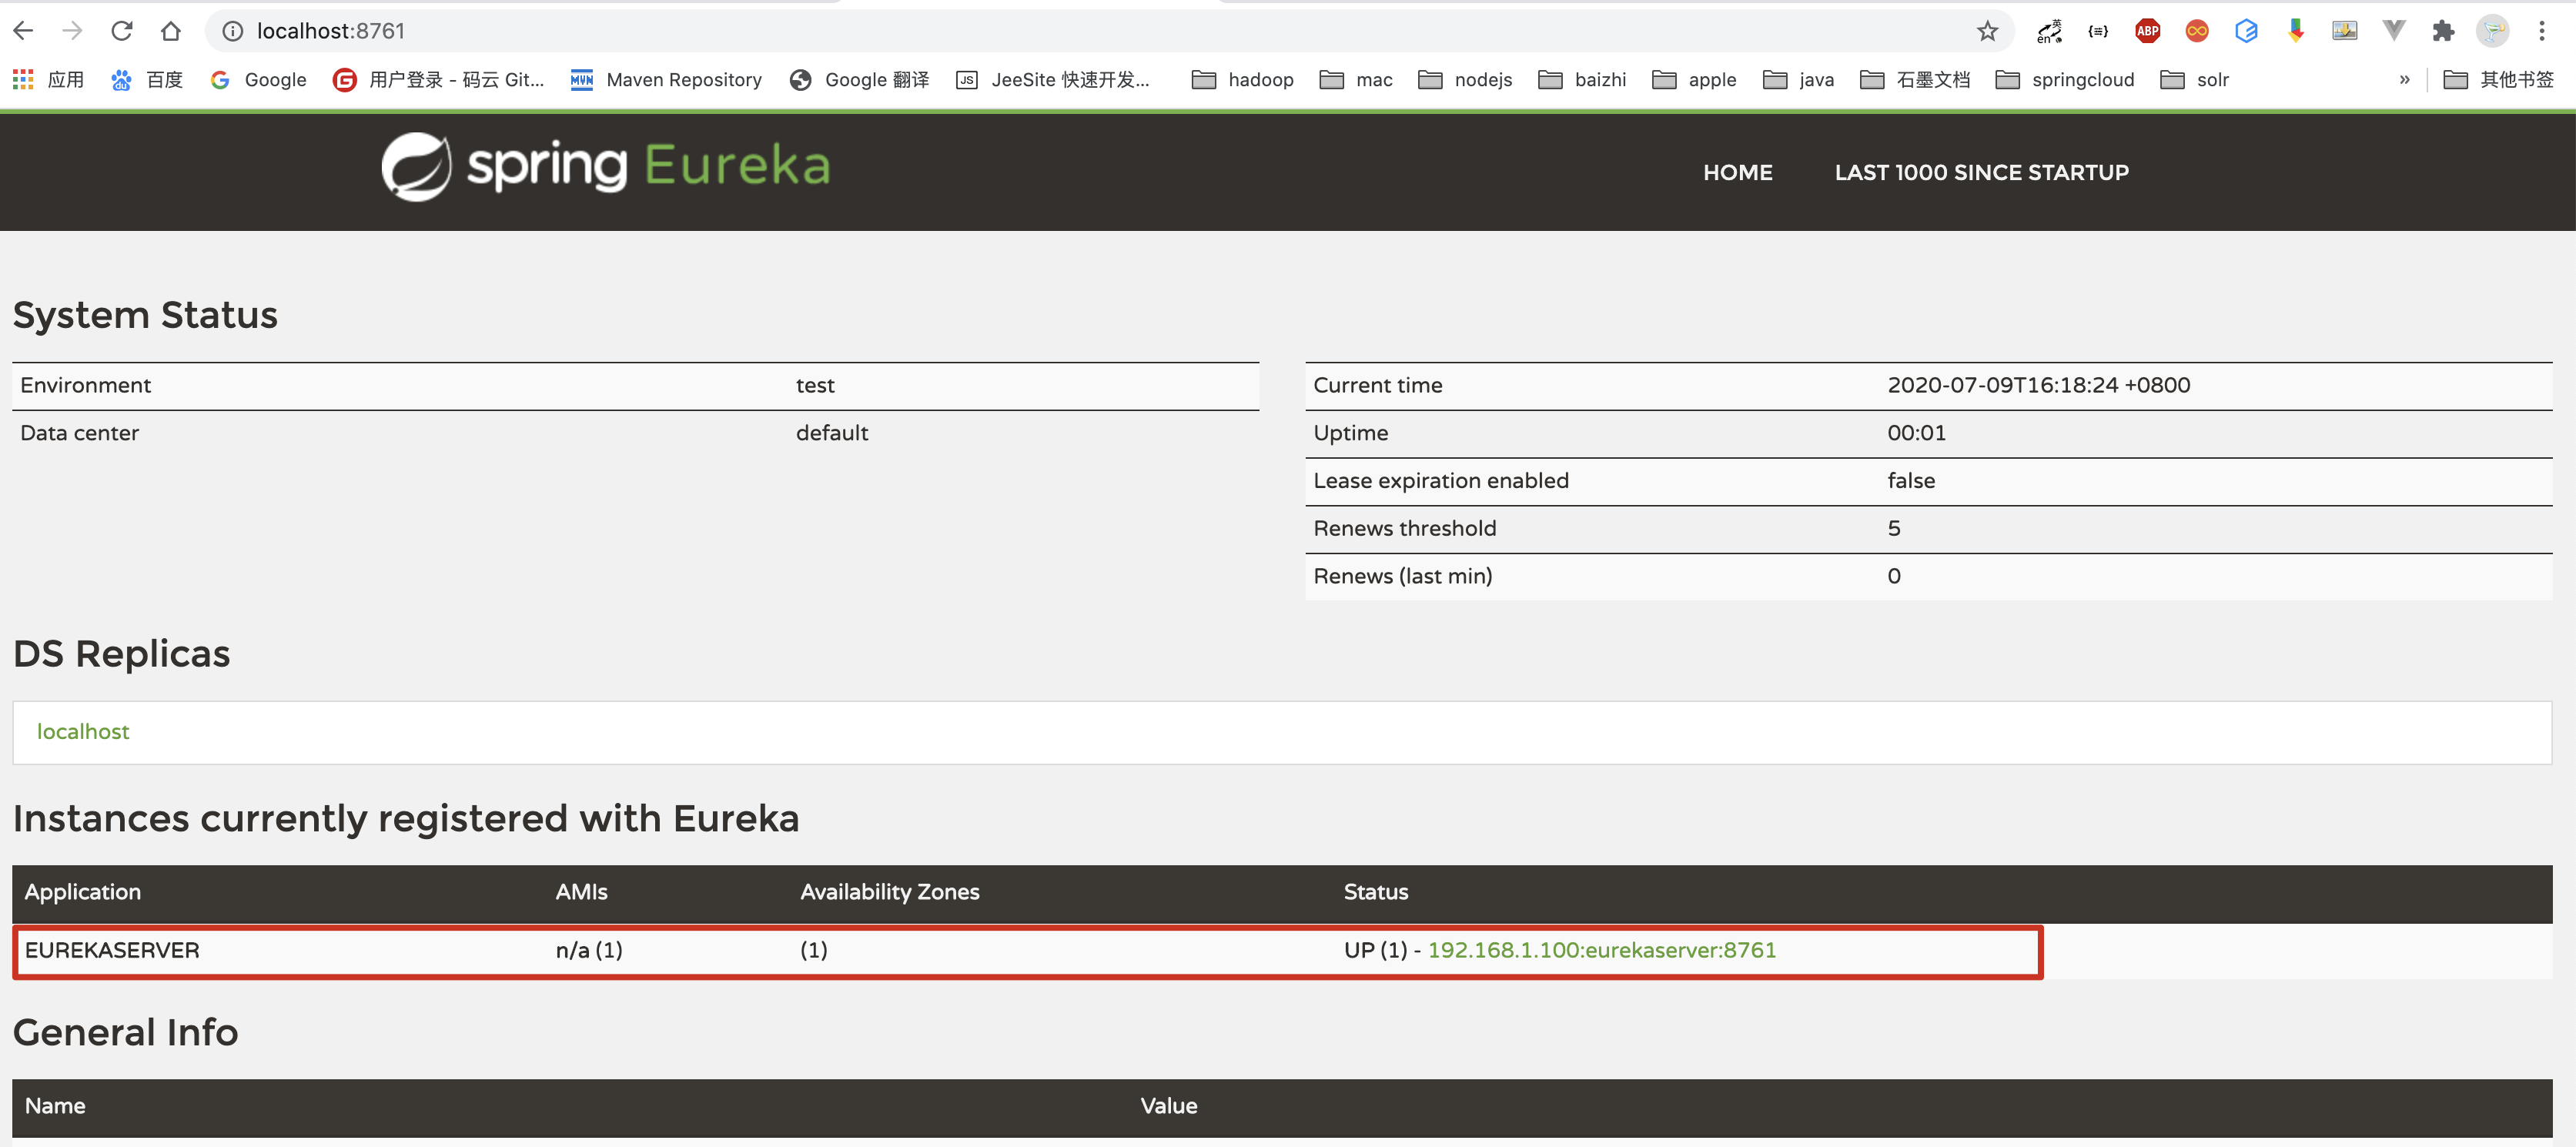 localhost:8761
应用 百度 Google 用户登录 - 码云 Git... Maven Repository Google 翻译 JeeSite 快速开发... hadoop mac nodejs baizhi apple java 石墨文档 springcloud solr » 其他书签
spring Eureka HOME LAST 1000 SINCE STARTUP
System Status
Environment test
Data center default
Current time 2020-07-09T16:18:24 +0800
Uptime 00:01
Lease expiration enabled false
Renews threshold 5
Renews (last min) 0
DS Replicas
localhost
Instances currently registered with Eureka
Application AMIs Availability Zones Status
EUREKASERVER n/a (1) (1) UP (1) - 192.168.1.100:eurekaserver:8761
General Info
Name Value